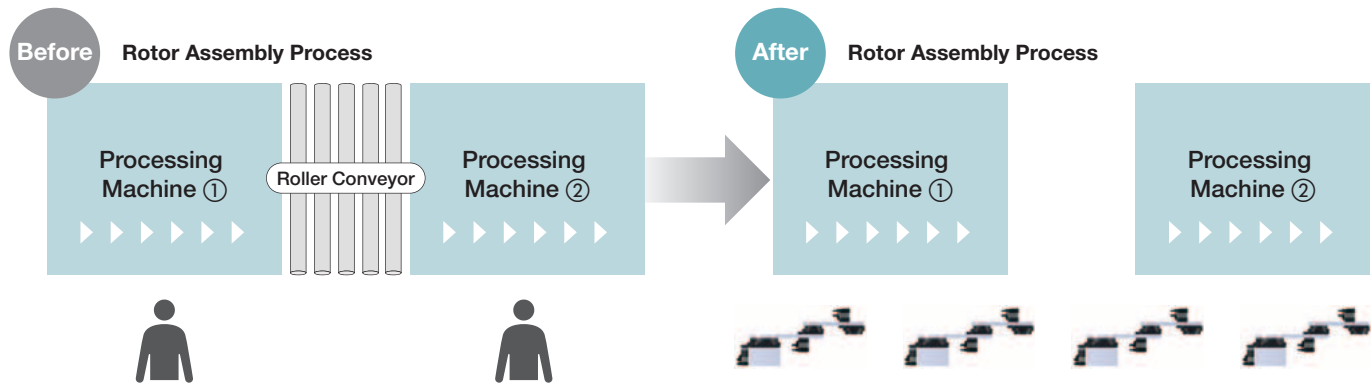 Before
Rotor Assembly Process
Processing
Machine ①
Roller Conveyor
Processing
Machine ②
After
Rotor Assembly Process
Processing
Machine ①
Processing
Machine ②